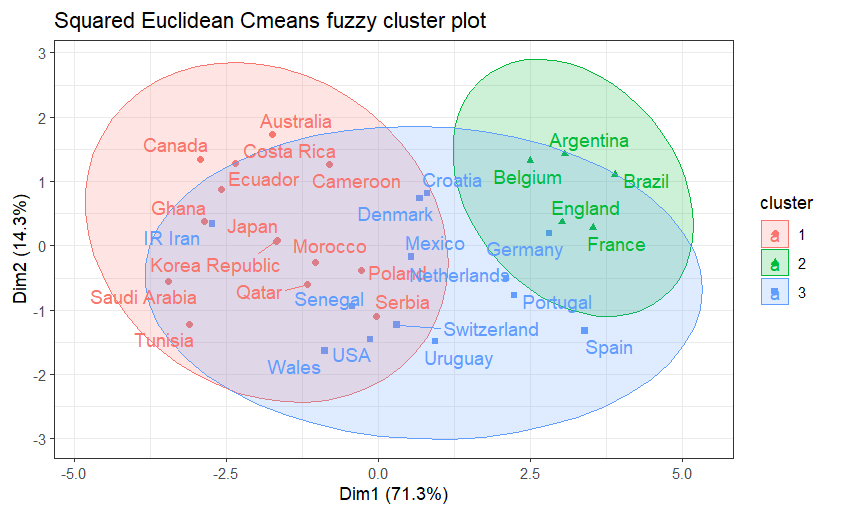 Squared Euclidean Cmeans fuzzy cluster plot
3
2
1
0
-1
-2
-3
Dim2 (14.3%)
Australia
Canada
Costa Rica
Cameroon
Ecuador
Ghana
IR Iran
Japan
Korea Republic
Morocco
Poland
Qatar
Saudi Arabia
Senegal
Serbia
Tunisia
Wales
USA
Croatia
Denmark
Mexico
Netherlands
Switzerland
Uruguay
Argentina
Belgium
Brazil
England
France
Germany
Portugal
Spain
-5.0
-2.5
0.0
2.5
5.0
Dim1 (71.3%)
cluster
a 1
a 2
a 3